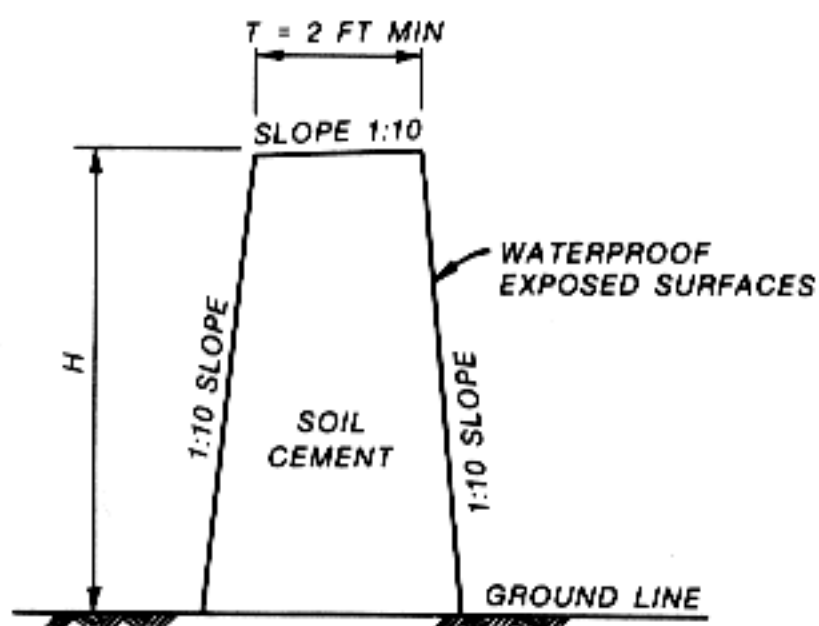 T = 2 FT MIN
SLOPE 1:10
WATERPROOF
EXPOSED SURFACES
H
1:10 SLOPE
1:10 SLOPE
SOIL
CEMENT
GROUND LINE